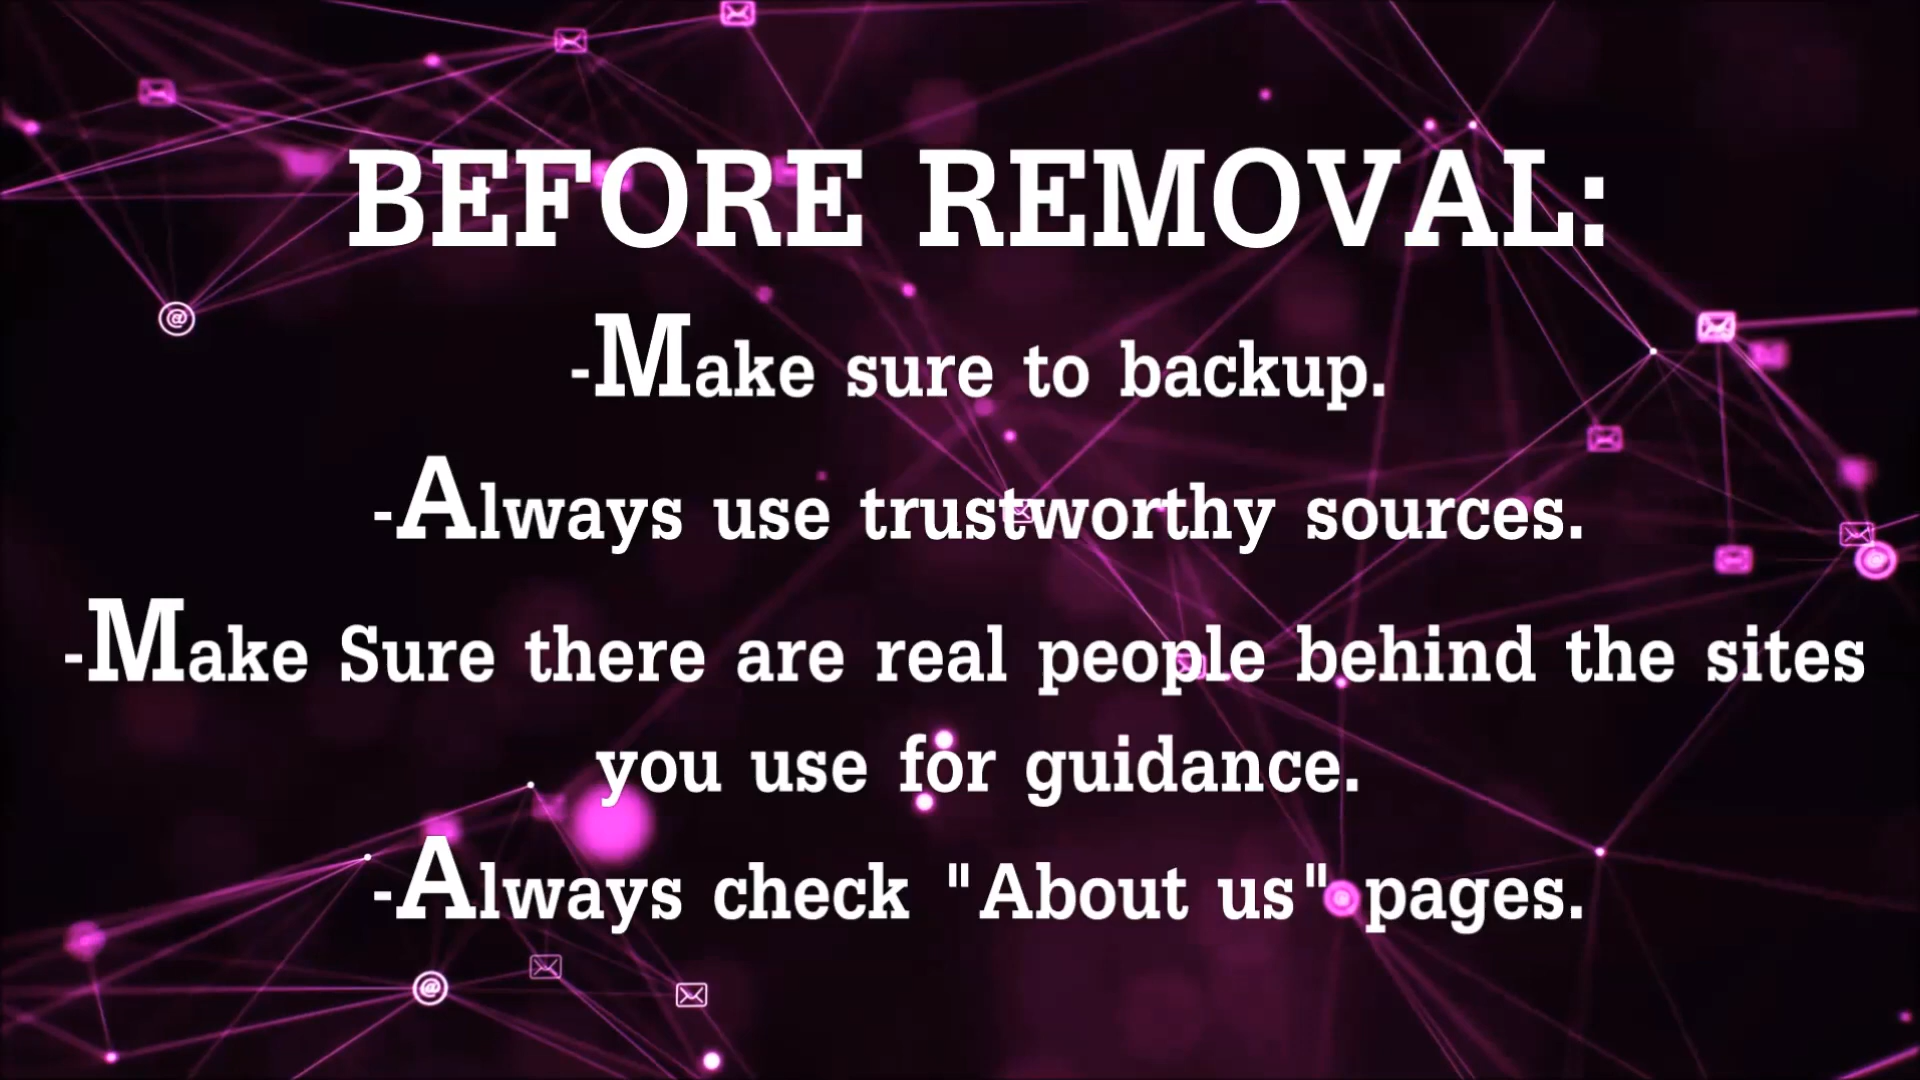 BEFORE REMOVAL:
-Make sure to backup.
-Always use trustworthy sources.
-Make Sure there are real people behind the sites
you use for guidance.
-Always check "About us" pages.